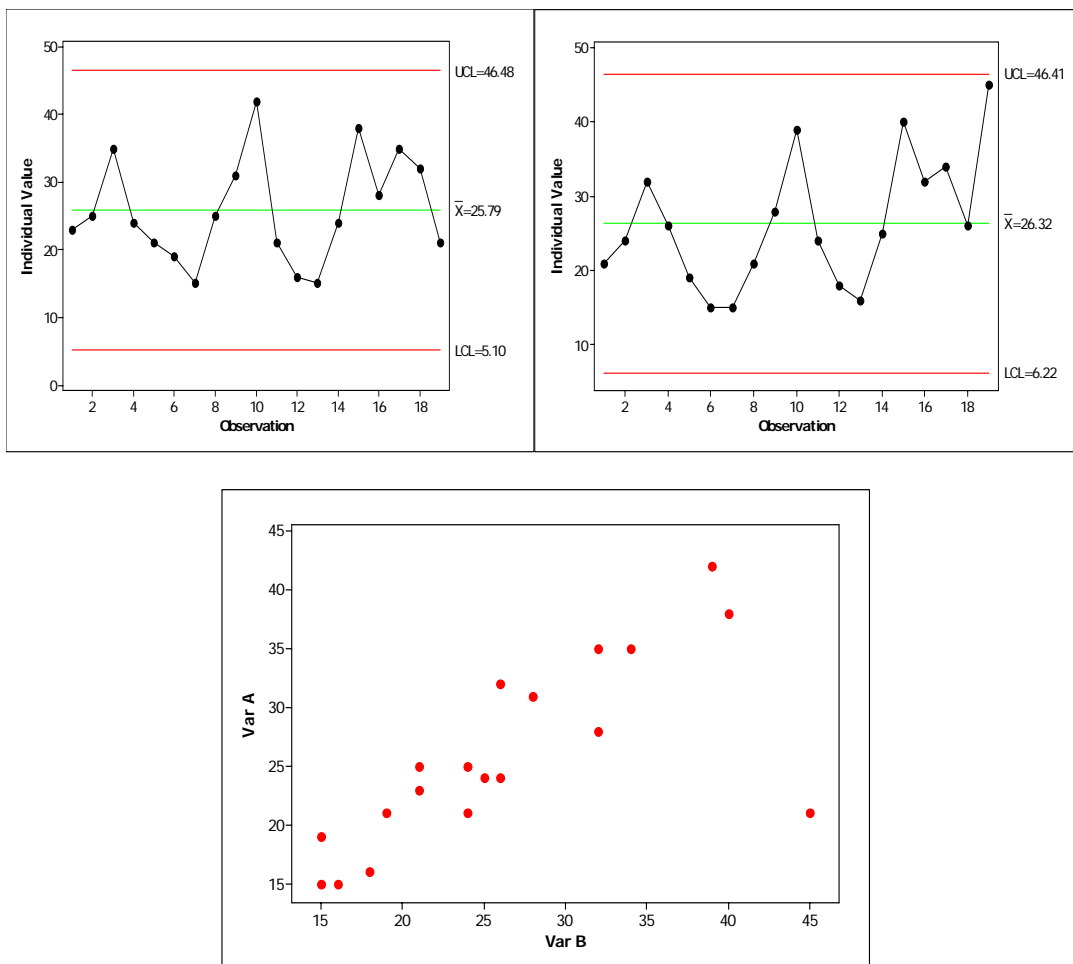 50
40
30
20
10
0
Individual Value
UCL=46.48
X̄=25.79
LCL=5.10
2 4 6 8 10 12 14 16 18
Observation
50
40
30
20
10
Individual Value
UCL=46.41
X̄=26.32
LCL=6.22
2 4 6 8 10 12 14 16 18
Observation
45
40
35
30
25
20
15
Var A
15 20 25 30 35 40 45
Var B